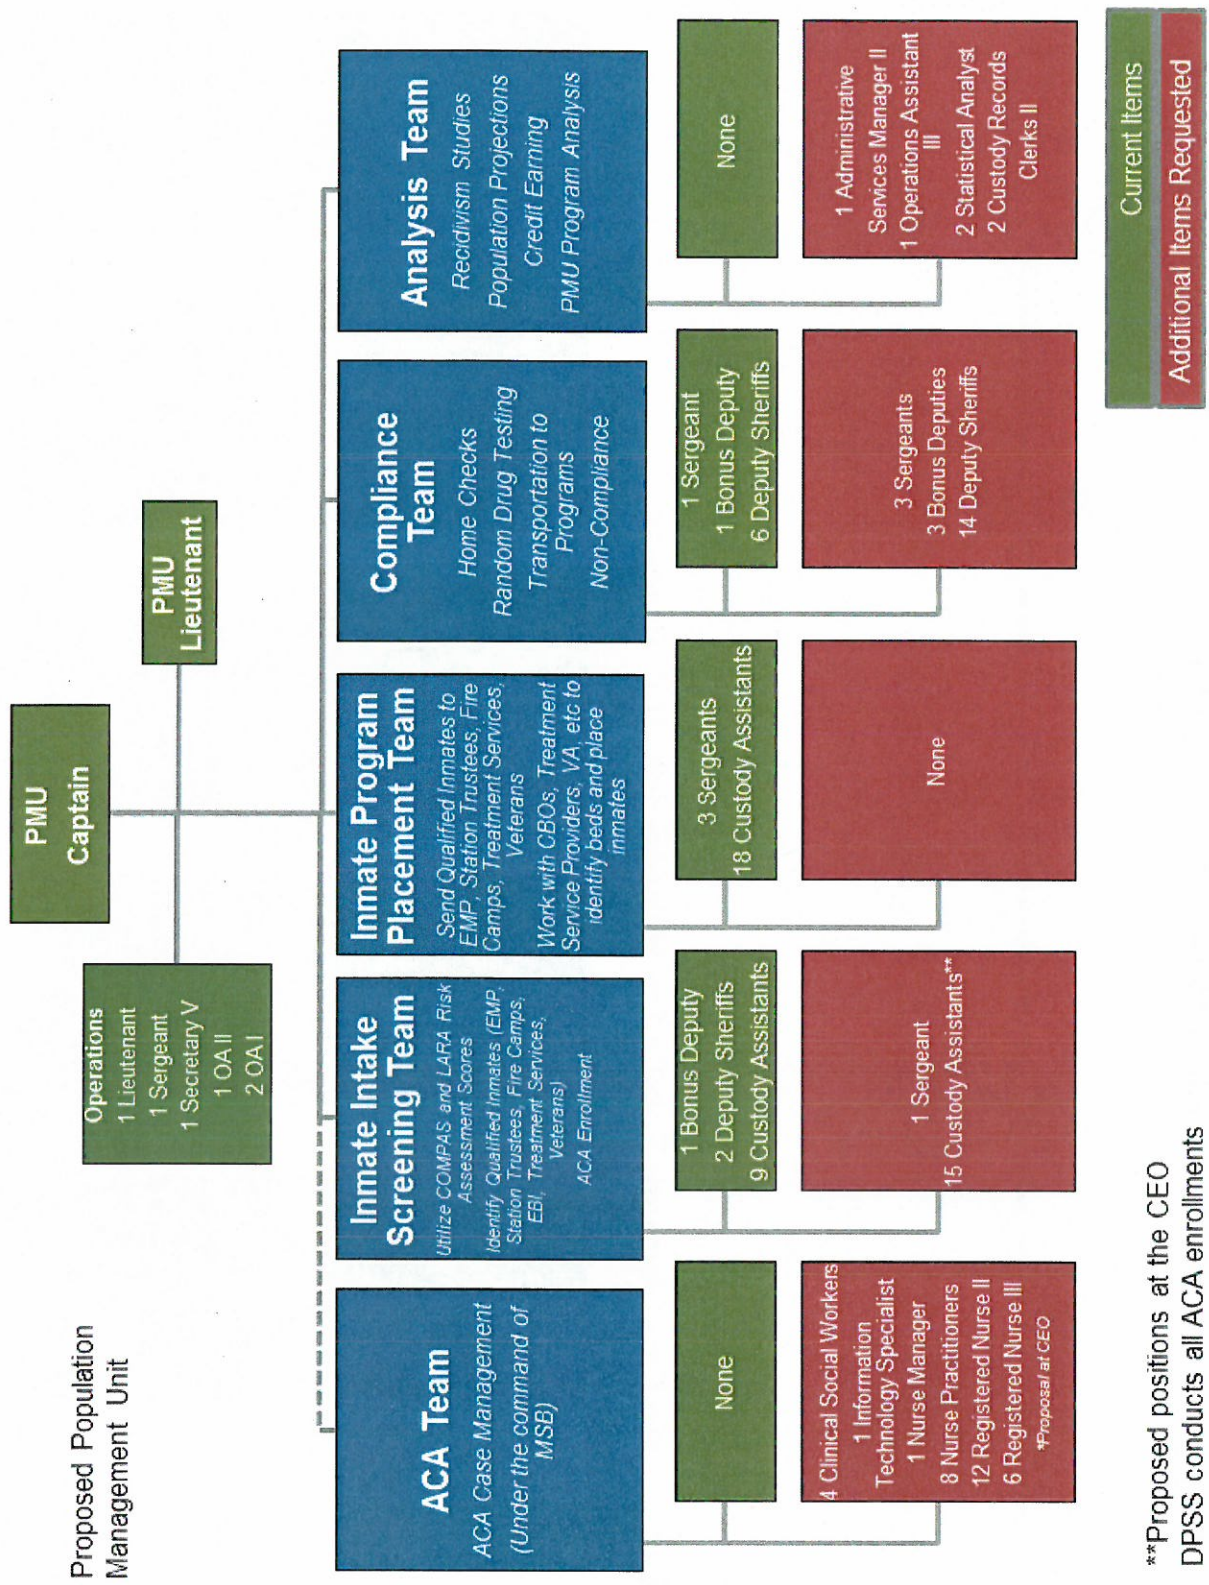 Proposed Population
Management Unit
PMU
Captain
Operations
1 Lieutenant
1 Sergeant
1 Secretary V
1 OA II
2 OA I
PMU
Lieutenant
ACA Team
ACA Case Management
(Under the command of
MSB)
None
4 Clinical Social Workers
1 Information
Technology Specialist
1 Nurse Manager
8 Nurse Practitioners
12 Registered Nurse II
6 Registered Nurse III
*Proposal at CEO
Inmate Intake
Screening Team
Utilize COMPAS and LARA Risk
Assessment Scores
Identify Qualified Inmates (EMP,
Station Trustees, Fire Camps,
EBI, Treatment Services,
Veterans)
ACA Enrollment
1 Bonus Deputy
2 Deputy Sheriffs
9 Custody Assistants
1 Sergeant
15 Custody Assistants**
Inmate Program
Placement Team
Send Qualified Inmates to
EMP, Station Trustees, Fire
Camps, Treatment Services,
Veterans
Work with CBOs, Treatment
Service Providers, VA, etc to
identify beds and place
inmates
3 Sergeants
18 Custody Assistants
None
Compliance
Team
Home Checks
Random Drug Testing
Transportation to
Programs
Non-Compliance
1 Sergeant
1 Bonus Deputy
6 Deputy Sheriffs
3 Sergeants
3 Bonus Deputies
14 Deputy Sheriffs
Analysis Team
Recidivism Studies
Population Projections
Credit Earning
PMU Program Analysis
None
1 Administrative
Services Manager II
1 Operations Assistant
III
2 Statistical Analyst
2 Custody Records
Clerks II
**Proposed positions at the CEO
DPSS conducts all ACA enrollments
Current Items
Additional Items Requested